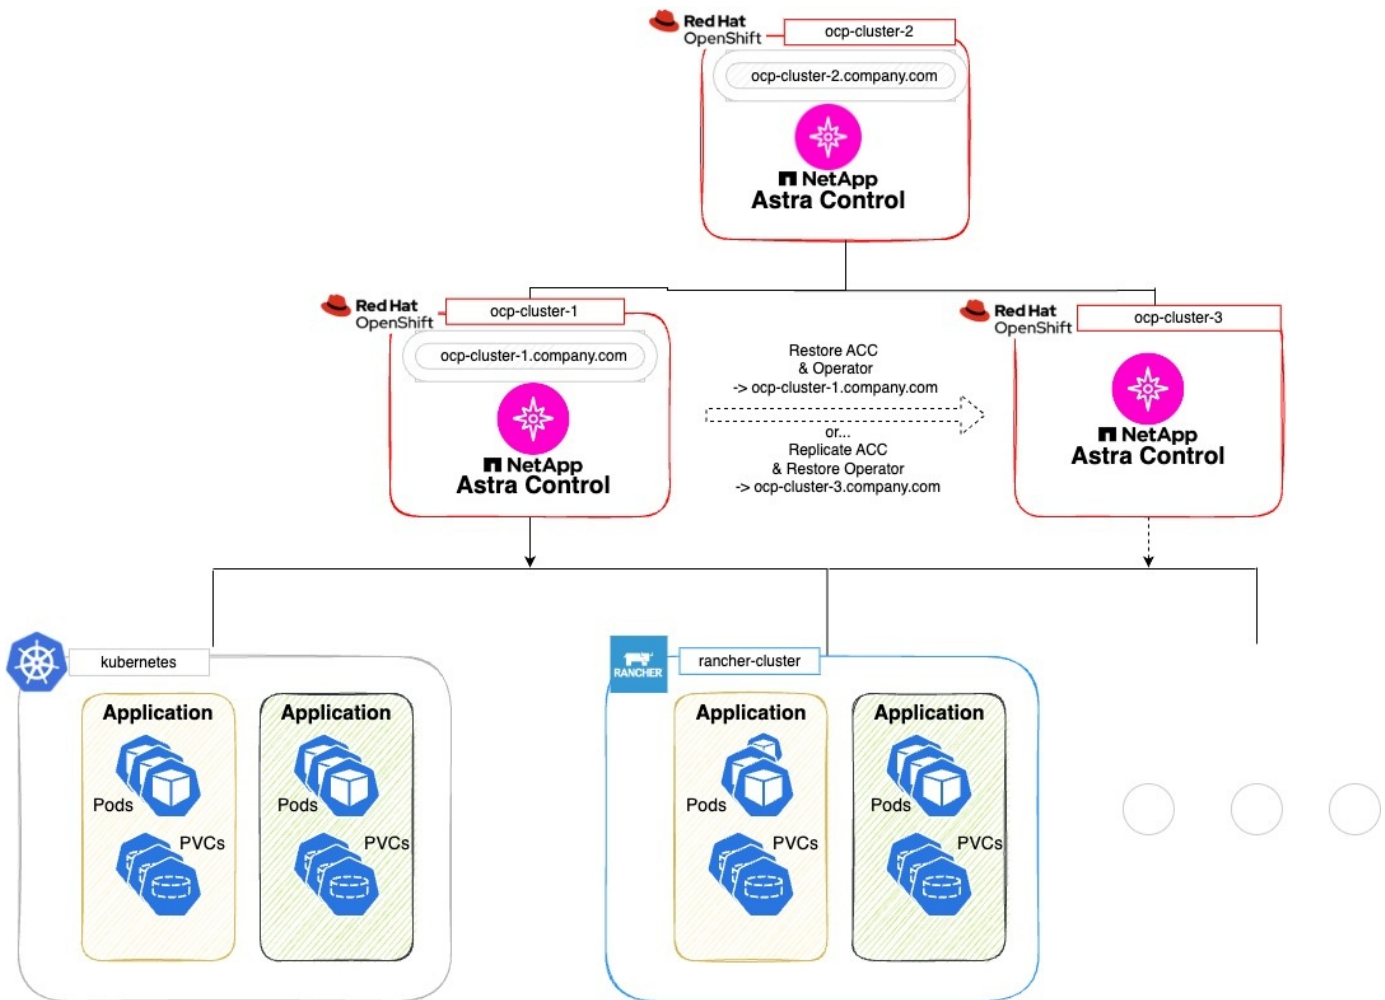 Red Hat
OpenShift
ocp-cluster-2
ocp-cluster-2.company.com
NetApp
Astra Control
Red Hat
OpenShift
ocp-cluster-1
ocp-cluster-1.company.com
NetApp
Astra Control
Restore ACC
& Operator
-> ocp-cluster-1.company.com
or...
Replicate ACC
& Restore Operator
-> ocp-cluster-3.company.com
Red Hat
OpenShift
ocp-cluster-3
NetApp
Astra Control
kubernetes
Application
Pods
PVCs
Application
Pods
PVCs
RANCHER
rancher-cluster
Application
Pods
PVCs
Application
Pods
PVCs